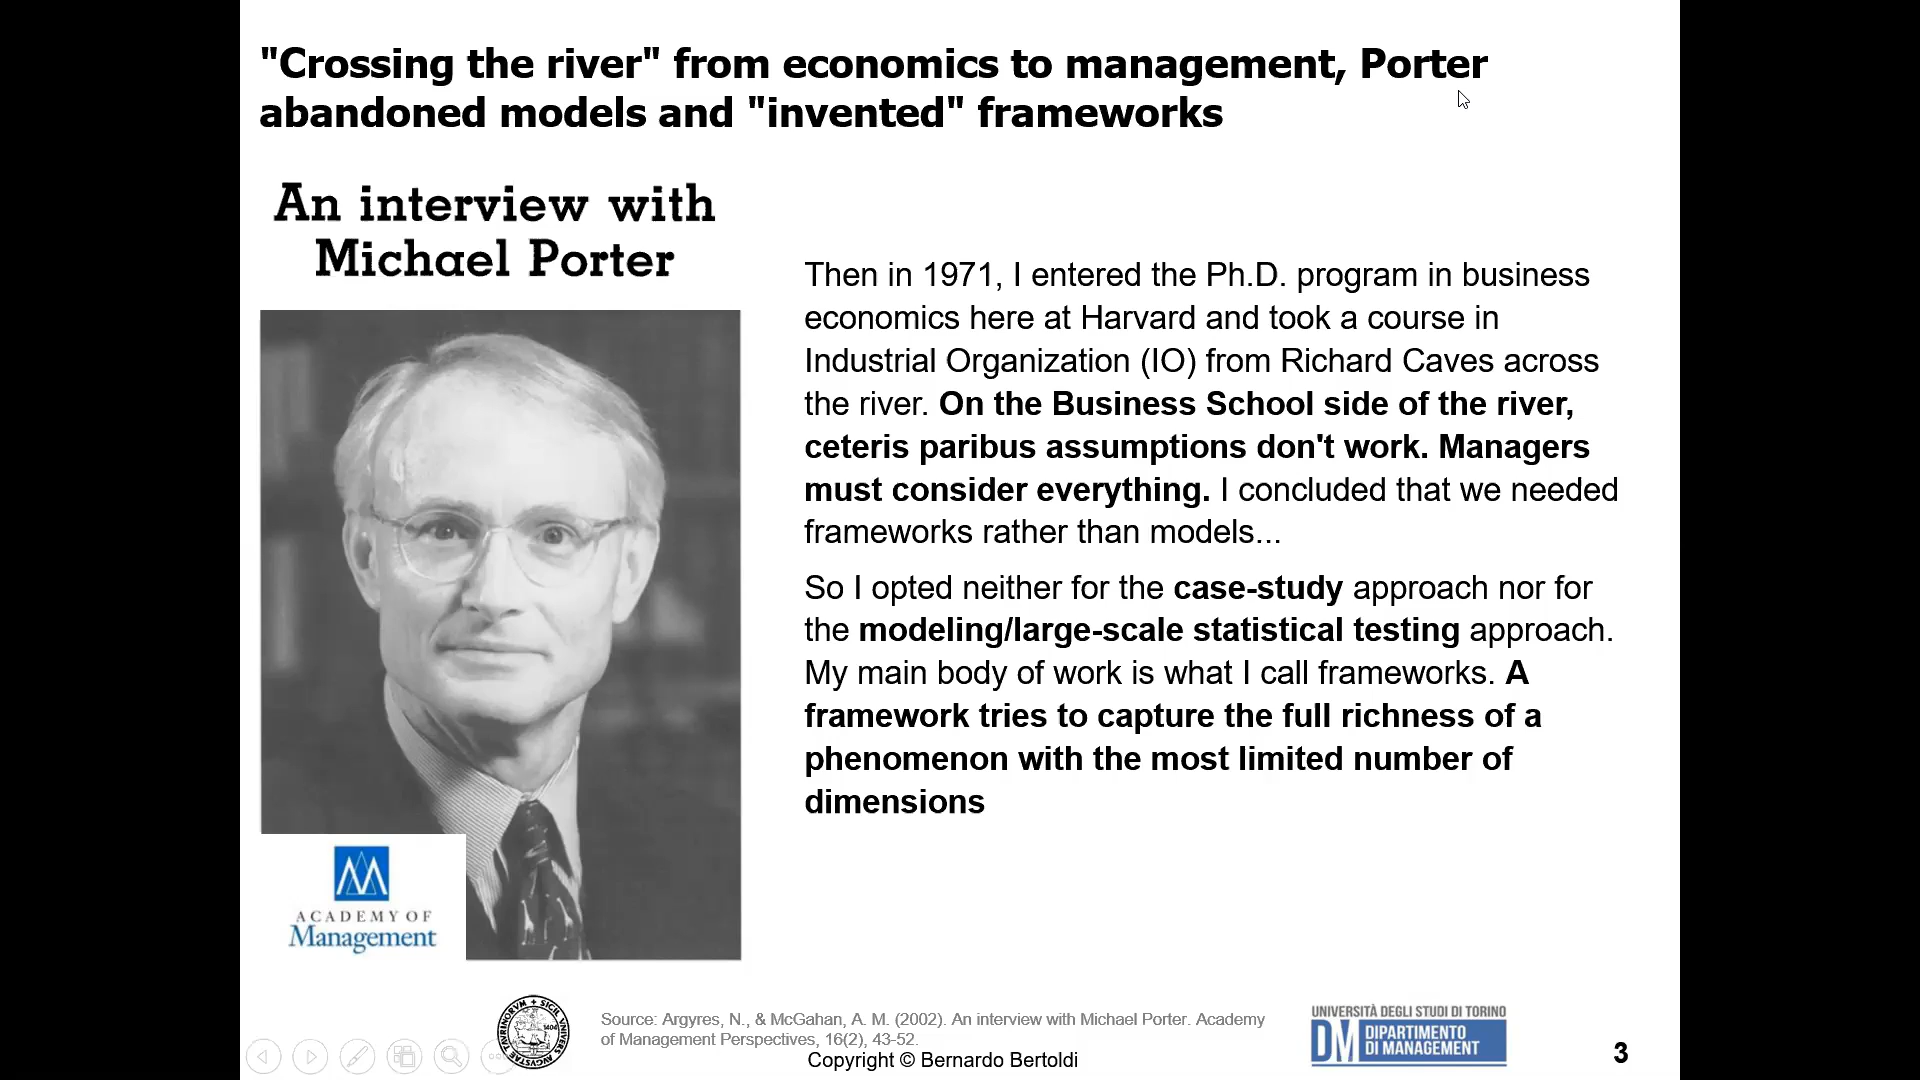 "Crossing the river" from economics to management, Porter
abandoned models and "invented" frameworks
An interview with
Michael Porter
Then in 1971, I entered the Ph.D. program in business
economics here at Harvard and took a course in
Industrial Organization (IO) from Richard Caves across
the river. On the Business School side of the river,
ceteris paribus assumptions don't work. Managers
must consider everything. I concluded that we needed
frameworks rather than models...
So I opted neither for the case-study approach nor for
the modeling/large-scale statistical testing approach.
My main body of work is what I call frameworks. A
framework tries to capture the full richness of a
phenomenon with the most limited number of
dimensions
ACADEMY OF
Management
Source: Argyres, N., & McGahan, A. M. (2002). An interview with Michael Porter. Academy
of Management Perspectives, 16(2), 43-52.
Copyright © Bernardo Bertoldi
UNIVERSITÀ DEGLI STUDI DI TORINO
DM DIPARTIMENTO
DI MANAGEMENT
3